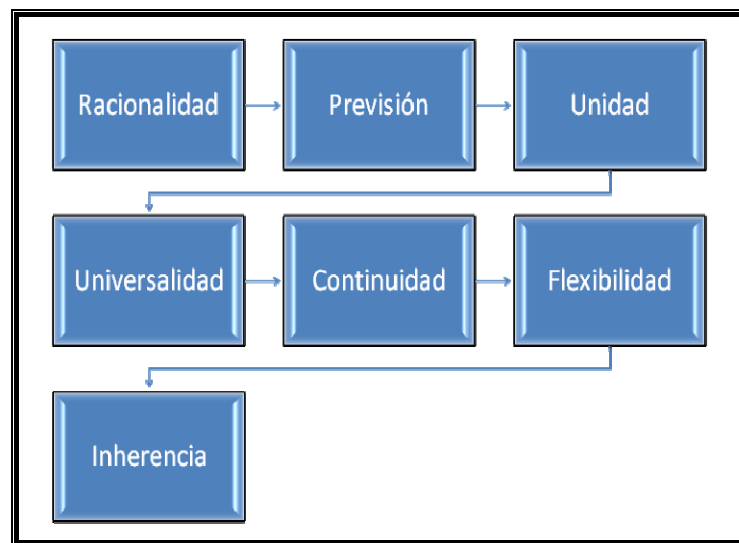 Racionalidad
Previsión
Unidad
Universalidad
Continuidad
Flexibilidad
Inherencia